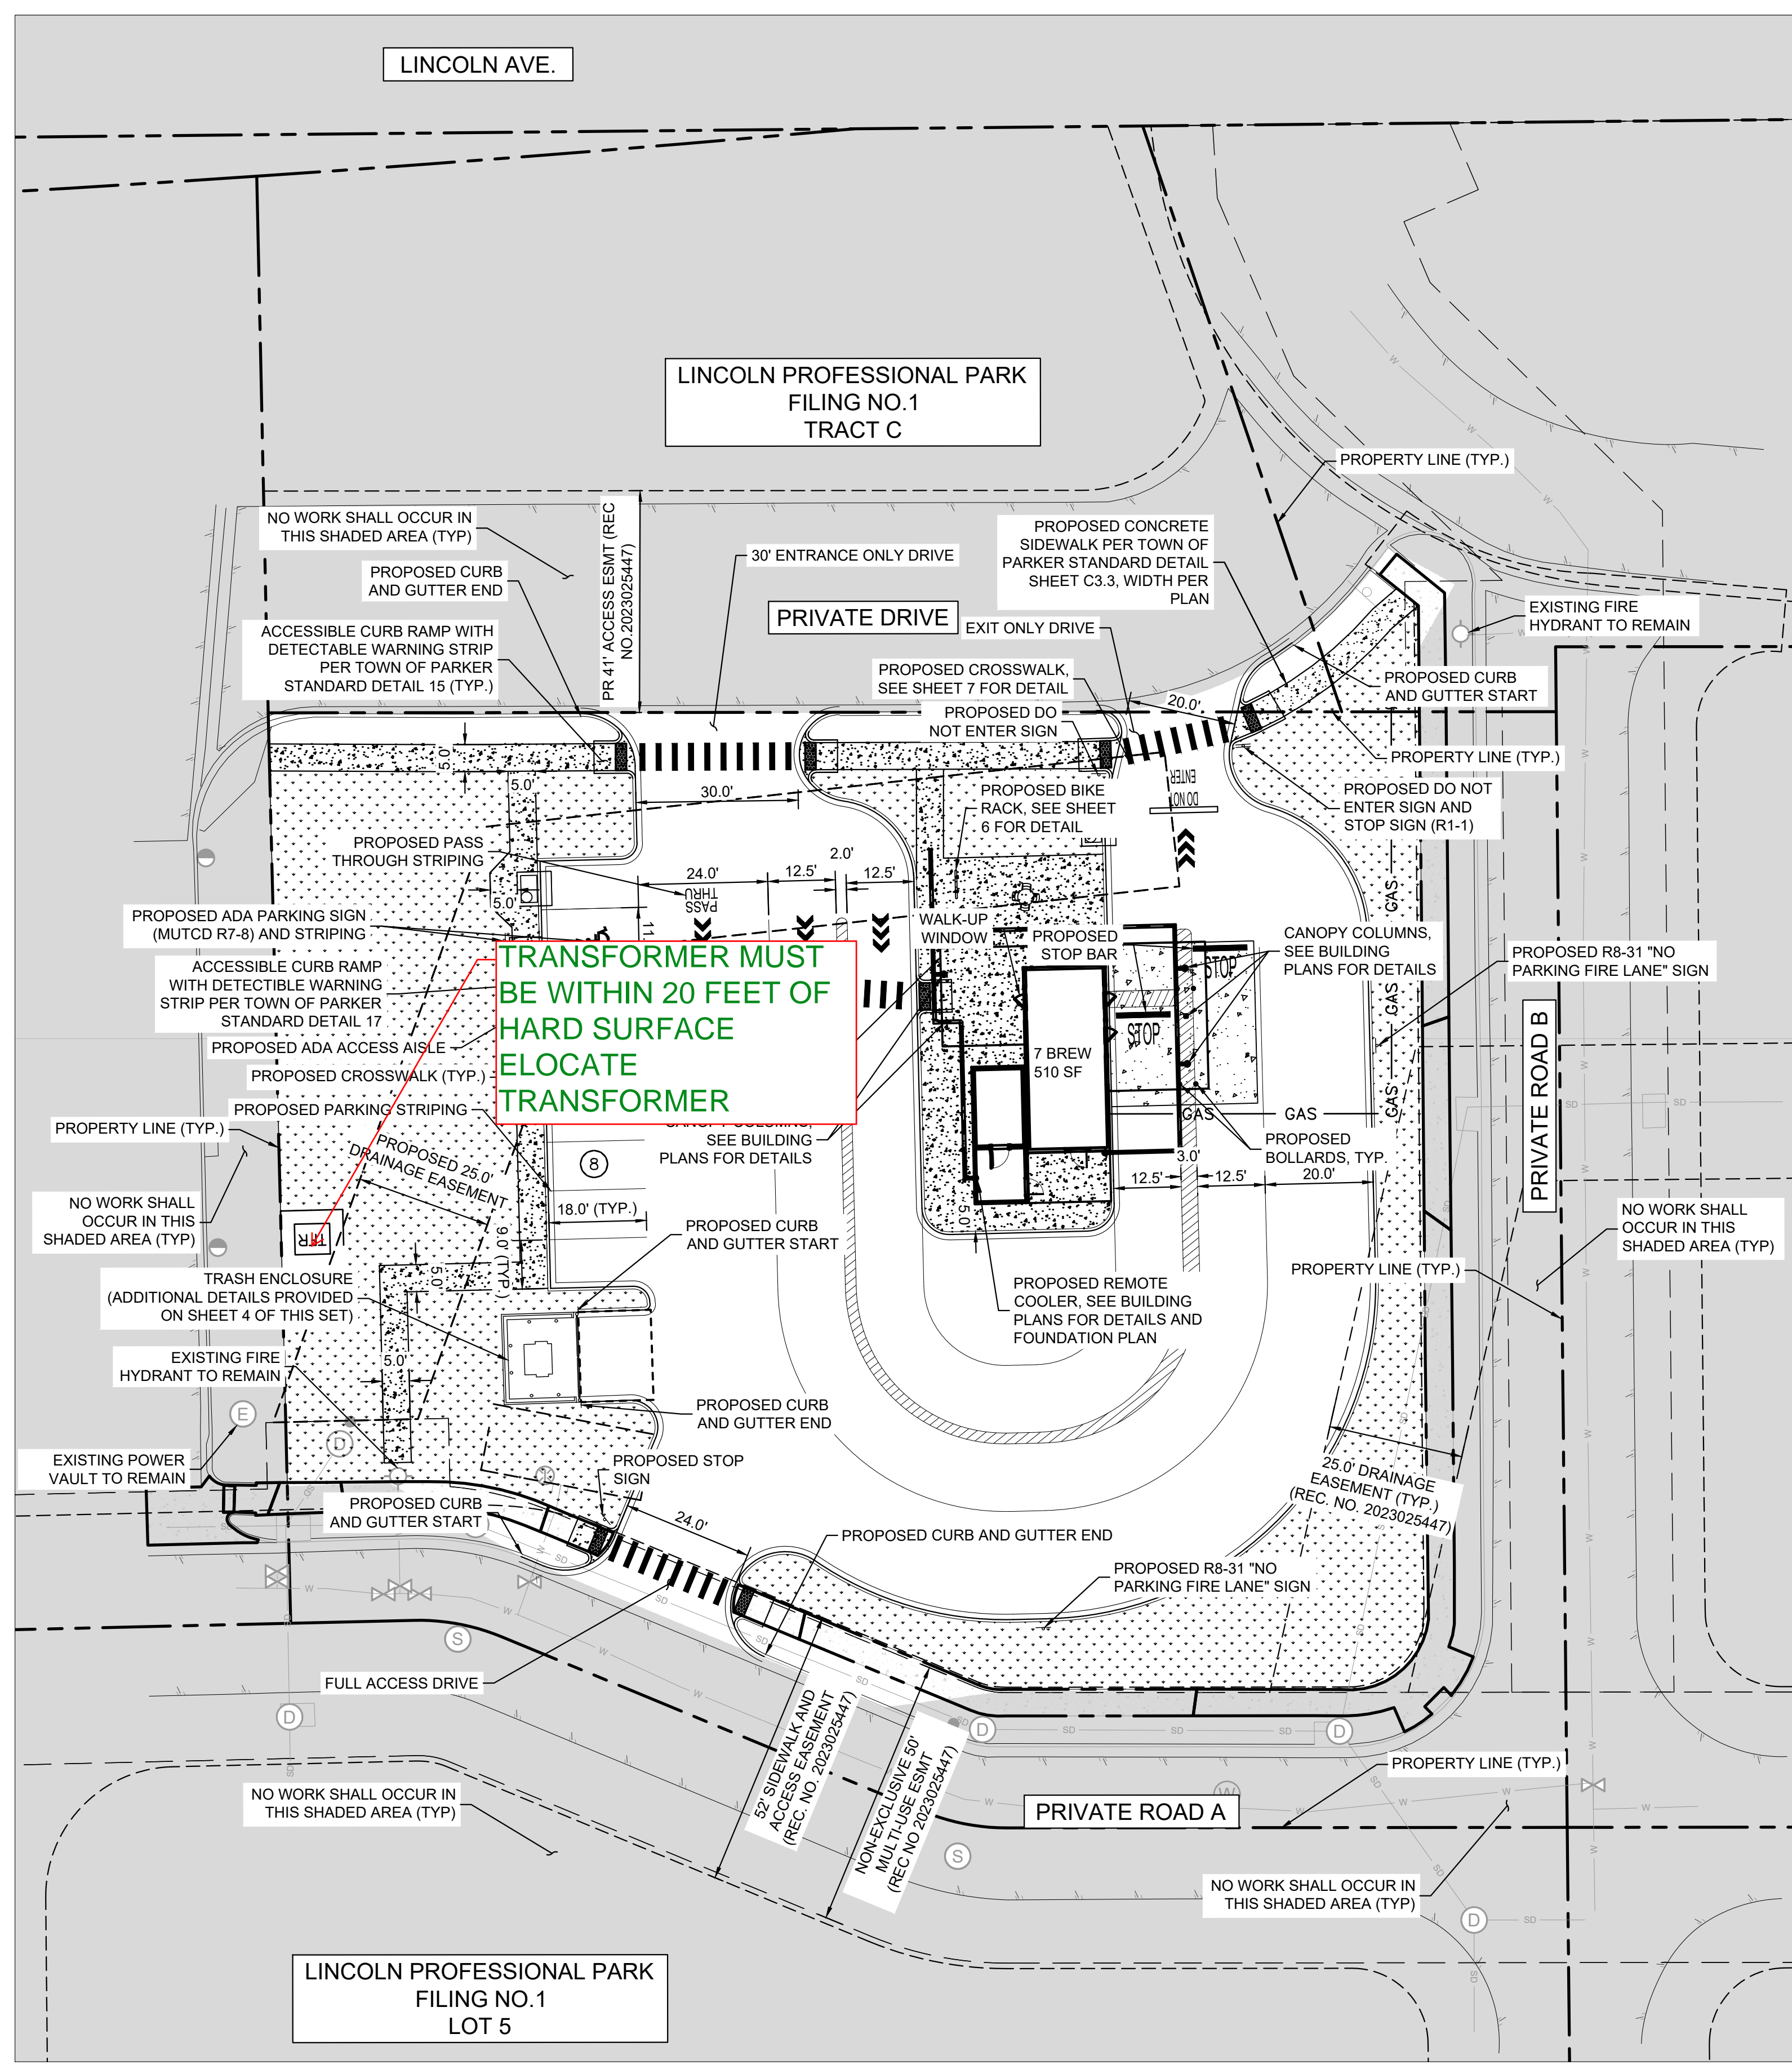 LINCOLN AVE.
LINCOLN PROFESSIONAL PARK
FILING NO.1
TRACT C
PROPERTY LINE (TYP.)
NO WORK SHALL OCCUR IN
THIS SHADED AREA (TYP)
PR 41' ACCESS ESMT (REC
NO.2023025447)
30' ENTRANCE ONLY DRIVE
PROPOSED CONCRETE
SIDEWALK PER TOWN OF
PARKER STANDARD DETAIL
SHEET C3.3, WIDTH PER
PLAN
PROPOSED CURB
AND GUTTER END
PRIVATE DRIVE
EXIT ONLY DRIVE
EXISTING FIRE
HYDRANT TO REMAIN
ACCESSIBLE CURB RAMP WITH
DETECTABLE WARNING STRIP
PER TOWN OF PARKER
STANDARD DETAIL 15 (TYP.)
PROPOSED CROSSWALK,
SEE SHEET 7 FOR DETAIL
PROPOSED CURB
AND GUTTER START
PROPOSED DO
NOT ENTER SIGN
20.0'
PROPERTY LINE (TYP.)
5.0'
5.0'
30.0'
PROPOSED BIKE
RACK, SEE SHEET
6 FOR DETAIL
DO NOT
ENTER
PROPOSED DO NOT
ENTER SIGN AND
STOP SIGN (R1-1)
PROPOSED PASS
THROUGH STRIPING
24.0'
12.5'
2.0'
12.5'
PASS
THRU
5.0'
11
GAS
GAS
GAS
PROPOSED ADA PARKING SIGN
(MUTCD R7-8) AND STRIPING
WALK-UP
WINDOW
PROPOSED
STOP BAR
CANOPY COLUMNS,
SEE BUILDING
PLANS FOR DETAILS
PROPOSED R8-31 "NO
PARKING FIRE LANE" SIGN
ACCESSIBLE CURB RAMP
WITH DETECTIBLE WARNING
STRIP PER TOWN OF PARKER
STANDARD DETAIL 17
TRANSFORMER MUST
BE WITHIN 20 FEET OF
HARD SURFACE
ELOCATE
TRANSFORMER
STOP
STOP
PROPOSED ADA ACCESS AISLE
7 BREW
510 SF
PRIVATE ROAD B
PROPOSED CROSSWALK (TYP.)
PROPOSED PARKING STRIPING
PROPERTY LINE (TYP.)
CANOPY COLUMNS,
SEE BUILDING
PLANS FOR DETAILS
GAS
GAS
PROPOSED
BOLLARDS, TYP.
PROPOSED 25.0'
DRAINAGE EASEMENT
8
3.0'
12.5'
12.5'
20.0'
NO WORK SHALL
OCCUR IN THIS
SHADED AREA (TYP)
18.0' (TYP.)
9.0' (TYP.)
TR
5.0'
PROPOSED CURB
AND GUTTER START
5.0'
NO WORK SHALL
OCCUR IN THIS
SHADED AREA (TYP)
PROPERTY LINE (TYP.)
TRASH ENCLOSURE
(ADDITIONAL DETAILS PROVIDED
ON SHEET 4 OF THIS SET)
PROPOSED REMOTE
COOLER, SEE BUILDING
PLANS FOR DETAILS AND
FOUNDATION PLAN
EXISTING FIRE
HYDRANT TO REMAIN
5.0'
PROPOSED CURB
AND GUTTER END
E
D
EXISTING POWER
VAULT TO REMAIN
PROPOSED STOP
SIGN
25.0' DRAINAGE
EASEMENT (TYP.)
(REC. NO. 2023025447)
PROPOSED CURB
AND GUTTER START
24.0'
PROPOSED CURB AND GUTTER END
PROPOSED R8-31 "NO
PARKING FIRE LANE" SIGN
S
FULL ACCESS DRIVE
D
52' SIDEWALK AND
ACCESS EASEMENT
(REC. NO. 2023025447)
NON-EXCLUSIVE 50'
MULTI-USE ESMT
(REC NO 2023025447)
D
D
PROPERTY LINE (TYP.)
NO WORK SHALL OCCUR IN
THIS SHADED AREA (TYP)
W
PRIVATE ROAD A
S
NO WORK SHALL OCCUR IN
THIS SHADED AREA (TYP)
D
LINCOLN PROFESSIONAL PARK
FILING NO.1
LOT 5